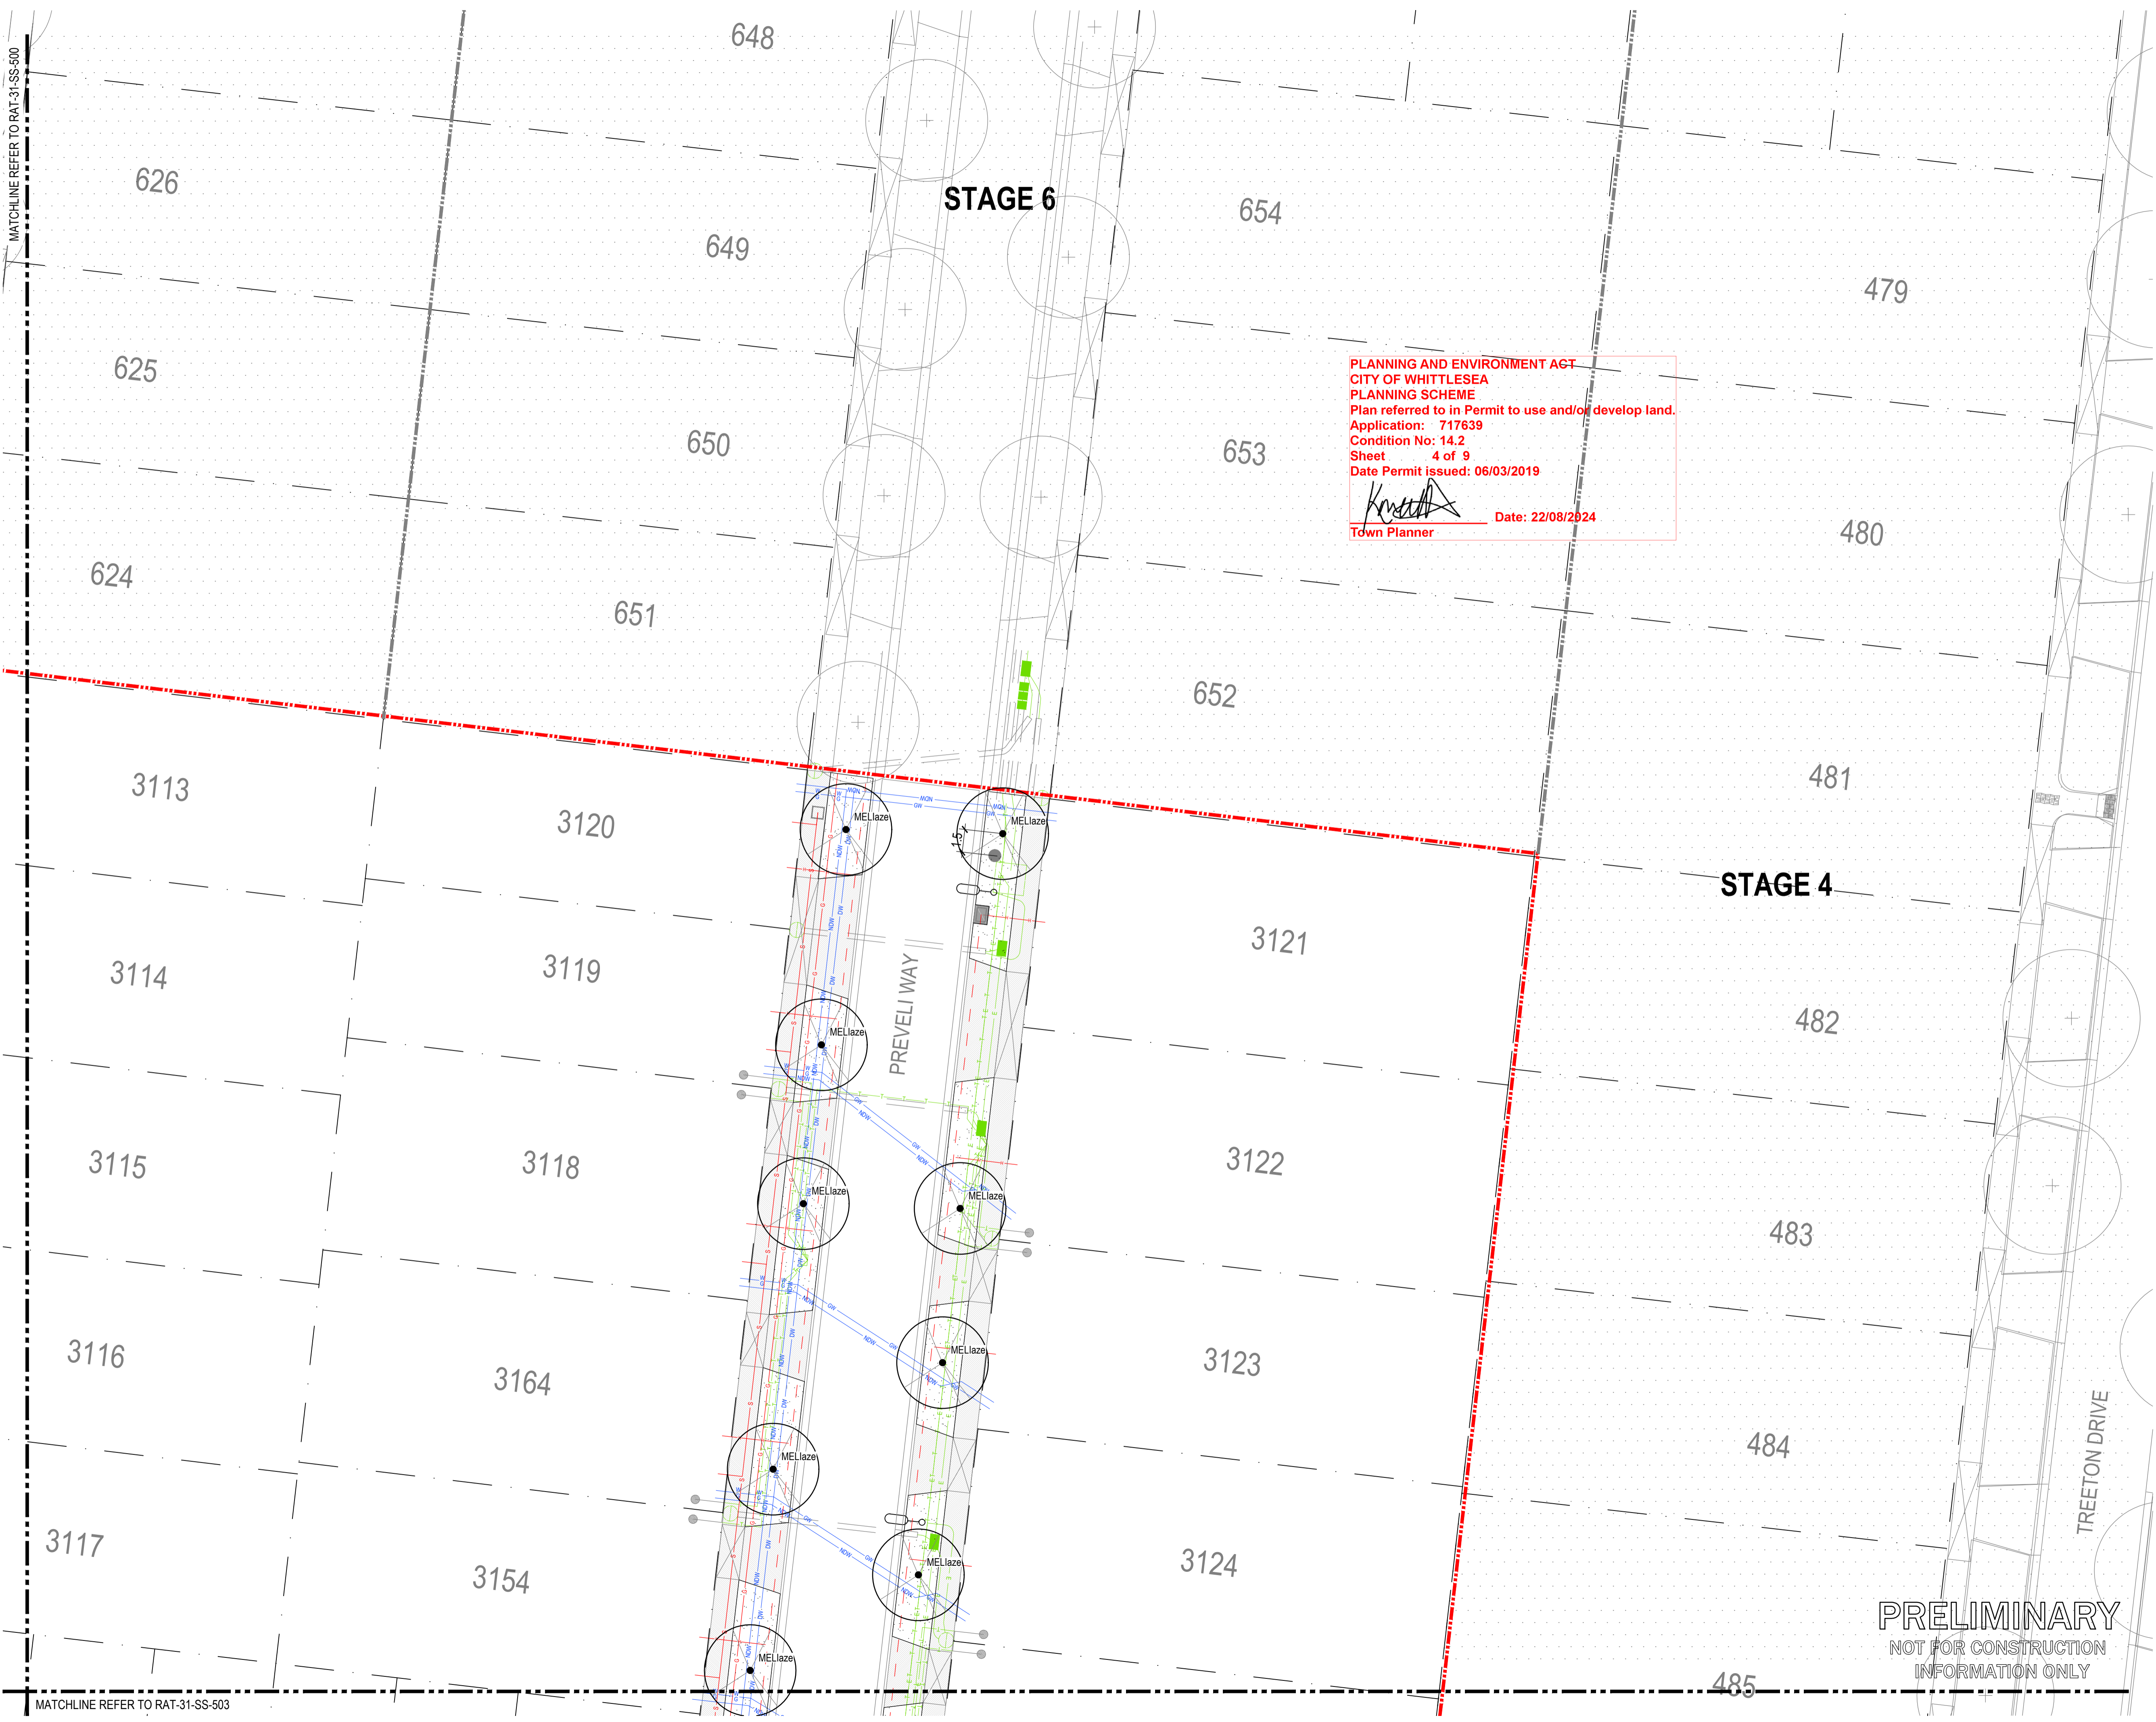 MATCHLINE REFER TO RAT-31-SS-500
648
626
STAGE 6
654
649
479
625
650
653
PLANNING AND ENVIRONMENT ACT
CITY OF WHITTLESEA
PLANNING SCHEME
Plan referred to in Permit to use and/or develop land.
Application: 717639
Condition No: 14.2
Sheet 4 of 9
Date Permit issued: 06/03/2019
Date: 22/08/2024
Town Planner
480
624
651
652
481
3113
3120
MELlaze
MELlaze
1.5
STAGE 4
3121
3114
3119
PREVELI WAY
482
MELlaze
3115
3118
3122
MELlaze
MELlaze
483
3116
3164
3123
MELlaze
484
TREETON DRIVE
MELlaze
3117
3154
3124
MELlaze
MELlaze
PRELIMINARY
NOT FOR CONSTRUCTION
INFORMATION ONLY
485
MATCHLINE REFER TO RAT-31-SS-503